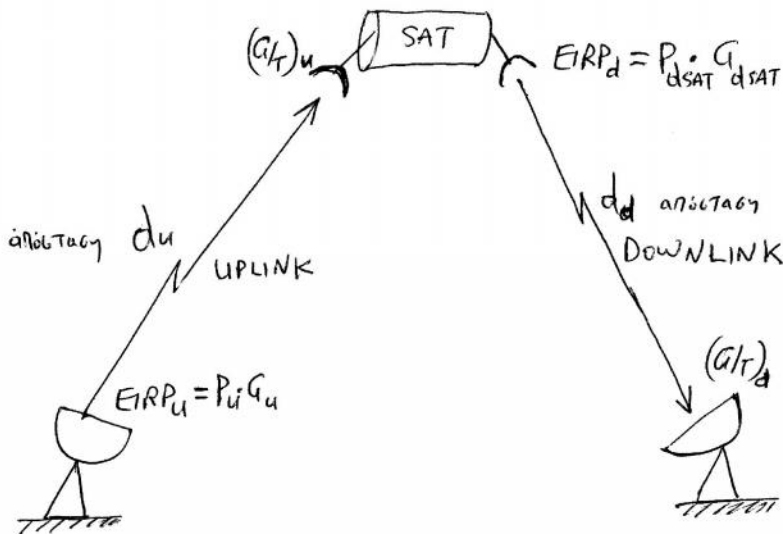 (G/T)u
SAT
EIRPd = PdSAT · GdSAT
απόσταση du
UPLINK
dd απόσταση
DOWNLINK
EIRPu = Pu · Gu
(G/T)d